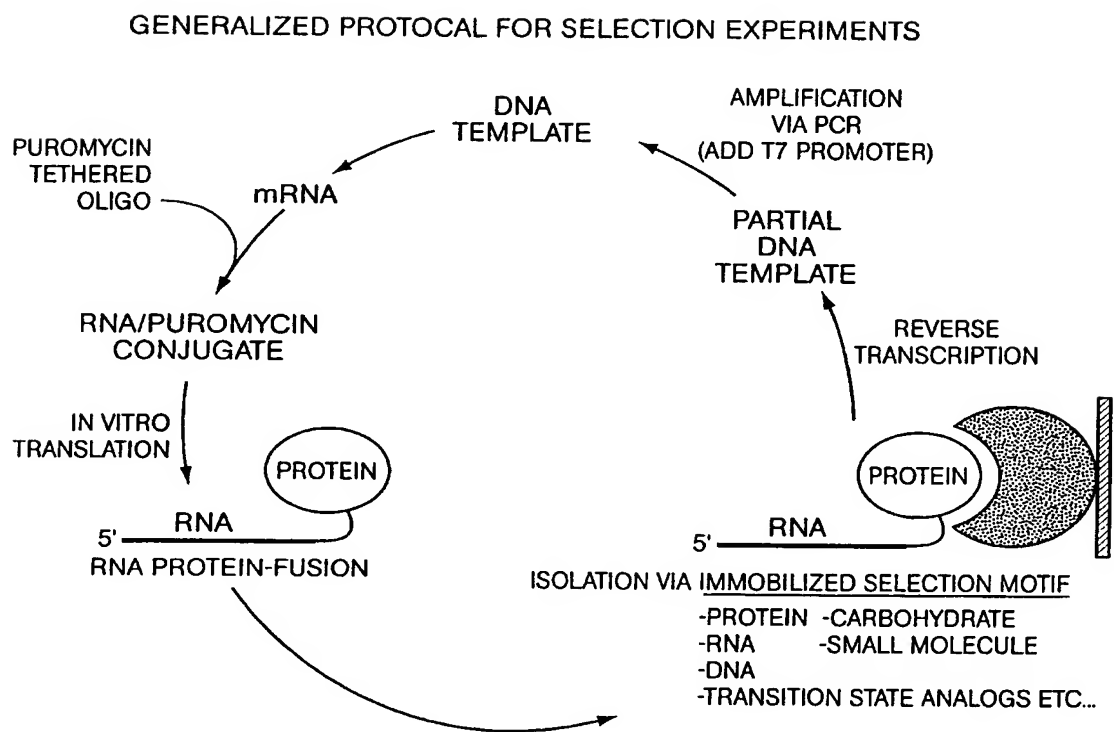 GENERALIZED PROTOCAL FOR SELECTION EXPERIMENTS
DNA
TEMPLATE
AMPLIFICATION
VIA PCR
(ADD T7 PROMOTER)
PUROMYCIN
TETHERED
OLIGO
mRNA
PARTIAL
DNA
TEMPLATE
RNA/PUROMYCIN
CONJUGATE
REVERSE
TRANSCRIPTION
IN VITRO
TRANSLATION
PROTEIN
RNA
5'
RNA PROTEIN-FUSION
PROTEIN
RNA
5'
ISOLATION VIA IMMOBILIZED SELECTION MOTIF
-PROTEIN -CARBOHYDRATE
-RNA -SMALL MOLECULE
-DNA
-TRANSITION STATE ANALOGS ETC...